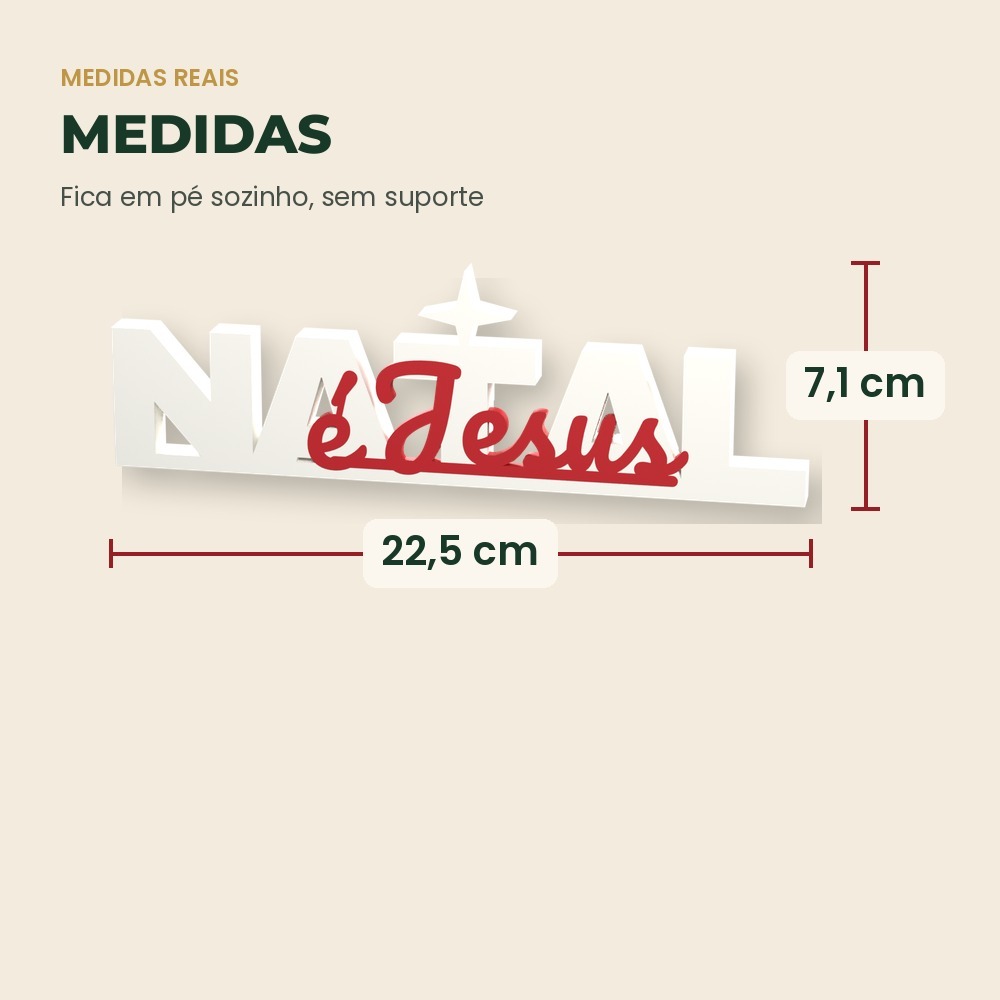 MEDIDAS REAIS
MEDIDAS
Fica em pé sozinho, sem suporte
NATAL
é Jesus
7,1 cm
22,5 cm